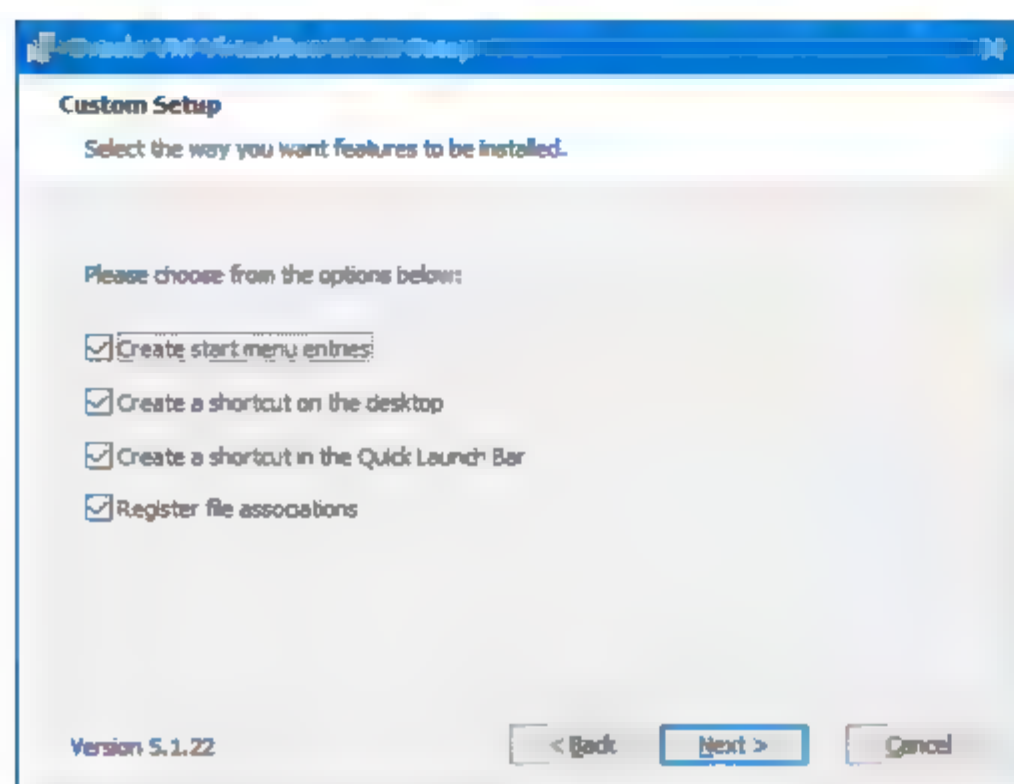 Custom Setup
Select the way you want features to be installed.
Please choose from the options below:
Create start menu entries
Create a shortcut on the desktop
Create a shortcut in the Quick Launch Bar
Register file associations
Version 5.1.22
< Back
Next >
Cancel